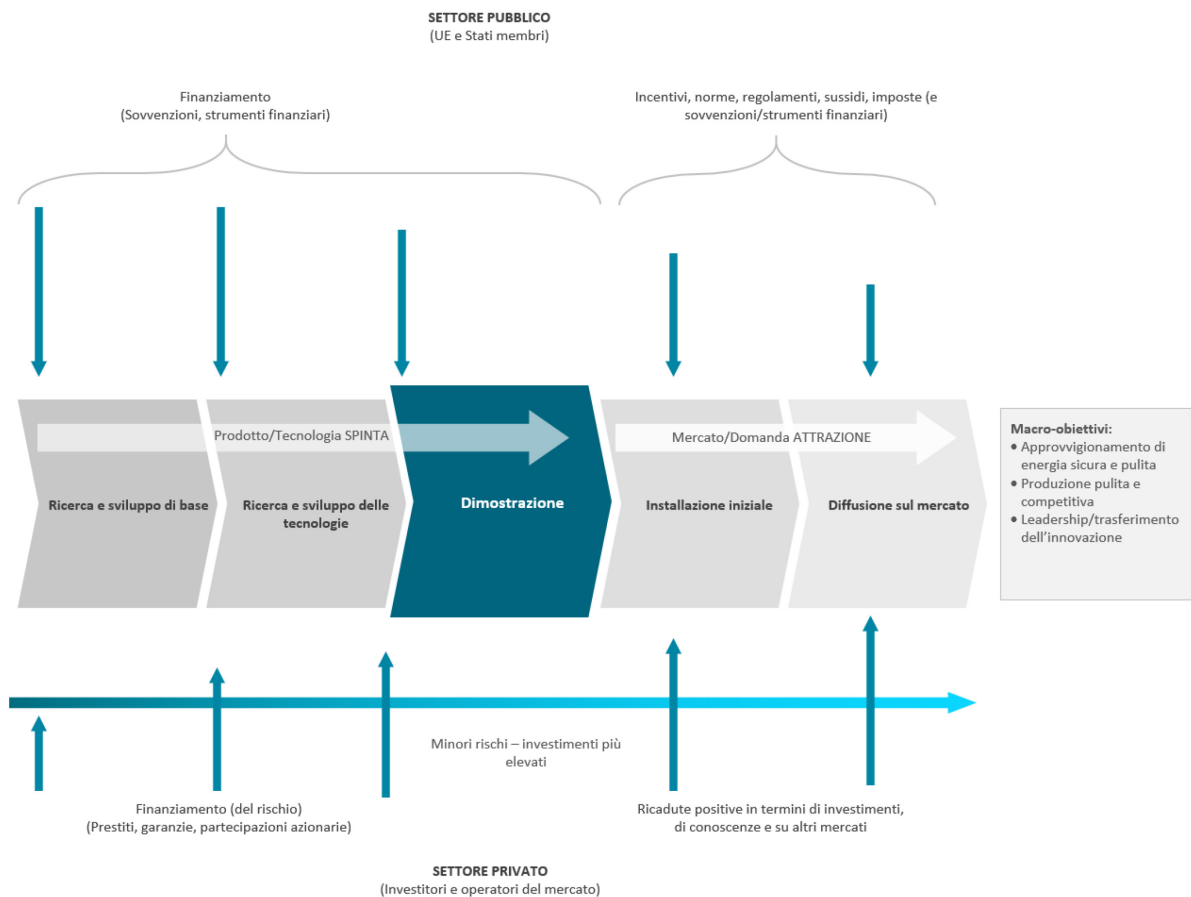 SETTORE PUBBLICO
(UE e Stati membri)
Finanziamento
(Sovvenzioni, strumenti finanziari)
Incentivi, norme, regolamenti, sussidi, imposte (e
sovvenzioni/strumenti finanziari)
Prodotto/Tecnologia SPINTA
Mercato/Domanda ATTRAZIONE
Ricerca e sviluppo di base
Ricerca e sviluppo delle
tecnologie
Dimostrazione
Installazione iniziale
Diffusione sul mercato
Macro-obiettivi:
• Approvvigionamento di
energia sicura e pulita
• Produzione pulita e
competitiva
• Leadership/trasferimento
dell'innovazione
Minori rischi – investimenti più
elevati
Finanziamento (del rischio)
(Prestiti, garanzie, partecipazioni azionarie)
Ricadute positive in termini di investimenti,
di conoscenze e su altri mercati
SETTORE PRIVATO
(Investitori e operatori del mercato)